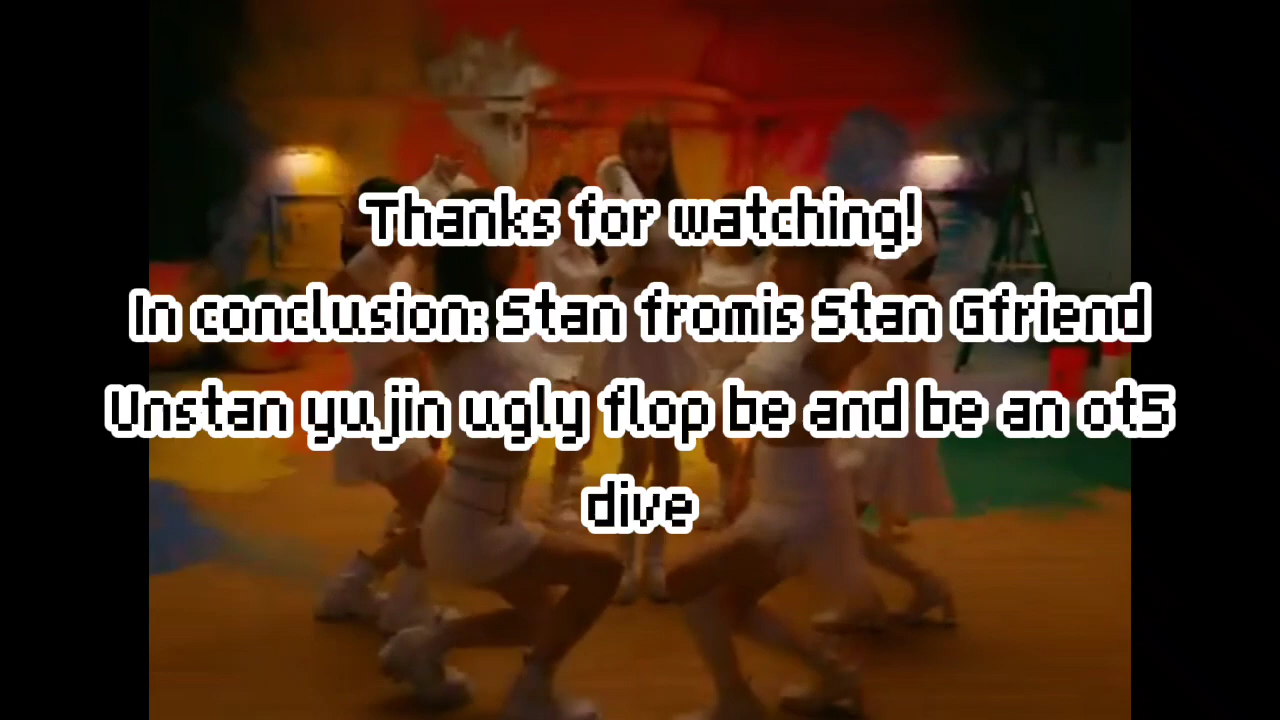 Thanks for watching!
In conclusion: Stan fromis Stan Gfriend
Unstan yujin ugly flop be and be an ot5
dive